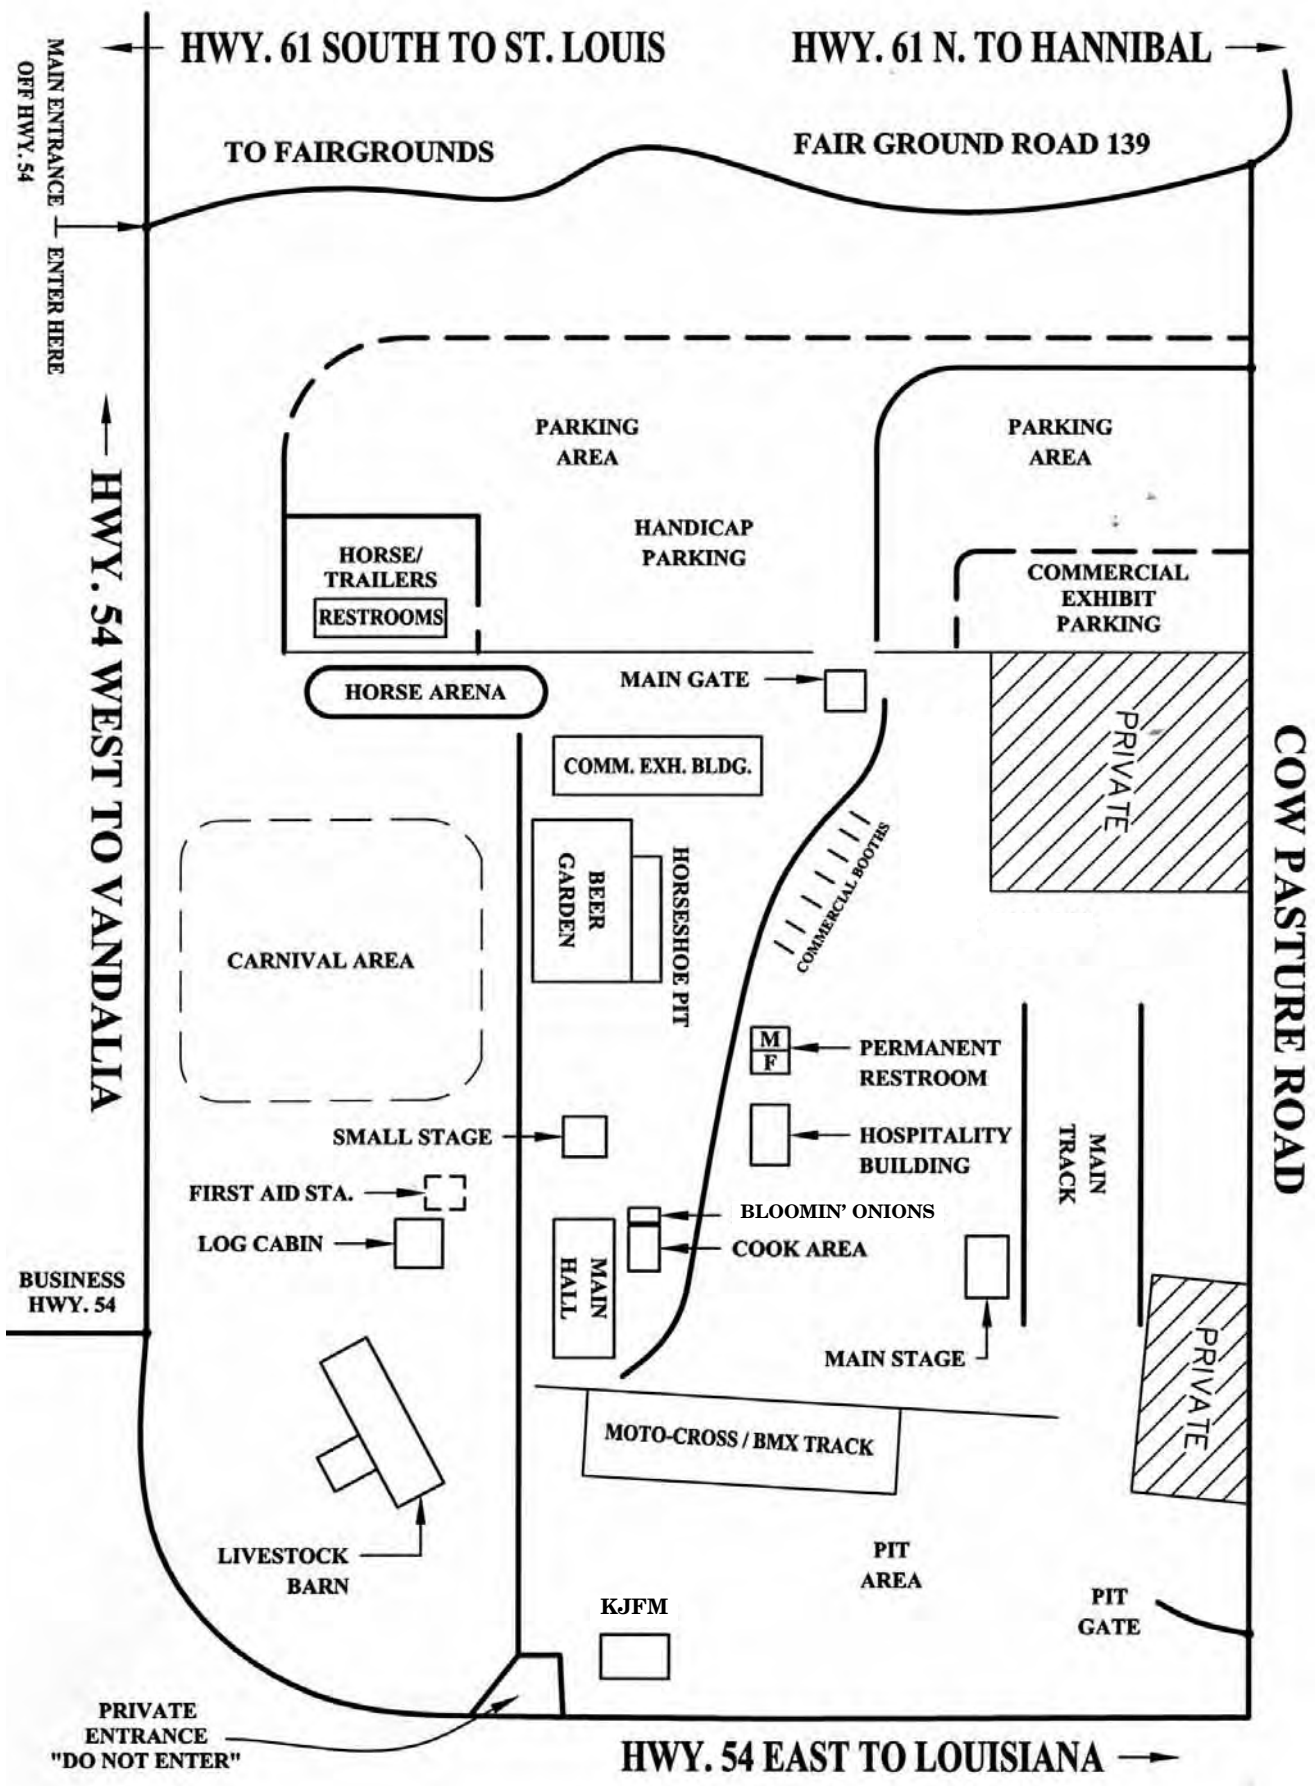 HWY. 61 SOUTH TO ST. LOUIS
HWY. 61 N. TO HANNIBAL
MAIN ENTRANCE
OFF HWY. 54
ENTER HERE
TO FAIRGROUNDS
FAIR GROUND ROAD 139
HWY. 54 WEST TO VANDALIA
PARKING
AREA
PARKING
AREA
HANDICAP
PARKING
HORSE/
TRAILERS
RESTROOMS
COMMERCIAL
EXHIBIT
PARKING
HORSE ARENA
MAIN GATE
PRIVATE
COW PASTURE ROAD
COMM. EXH. BLDG.
BEER
GARDEN
HORSESHOE PIT
COMMERCIAL BOOTHS
CARNIVAL AREA
M
F
PERMANENT
RESTROOM
SMALL STAGE
HOSPITALITY
BUILDING
MAIN
TRACK
FIRST AID STA.
BLOOMIN' ONIONS
LOG CABIN
COOK AREA
MAIN
HALL
BUSINESS
HWY. 54
MAIN STAGE
PRIVATE
MOTO-CROSS / BMX TRACK
LIVESTOCK
BARN
PIT
AREA
KJFM
PIT
GATE
PRIVATE
ENTRANCE
"DO NOT ENTER"
HWY. 54 EAST TO LOUISIANA